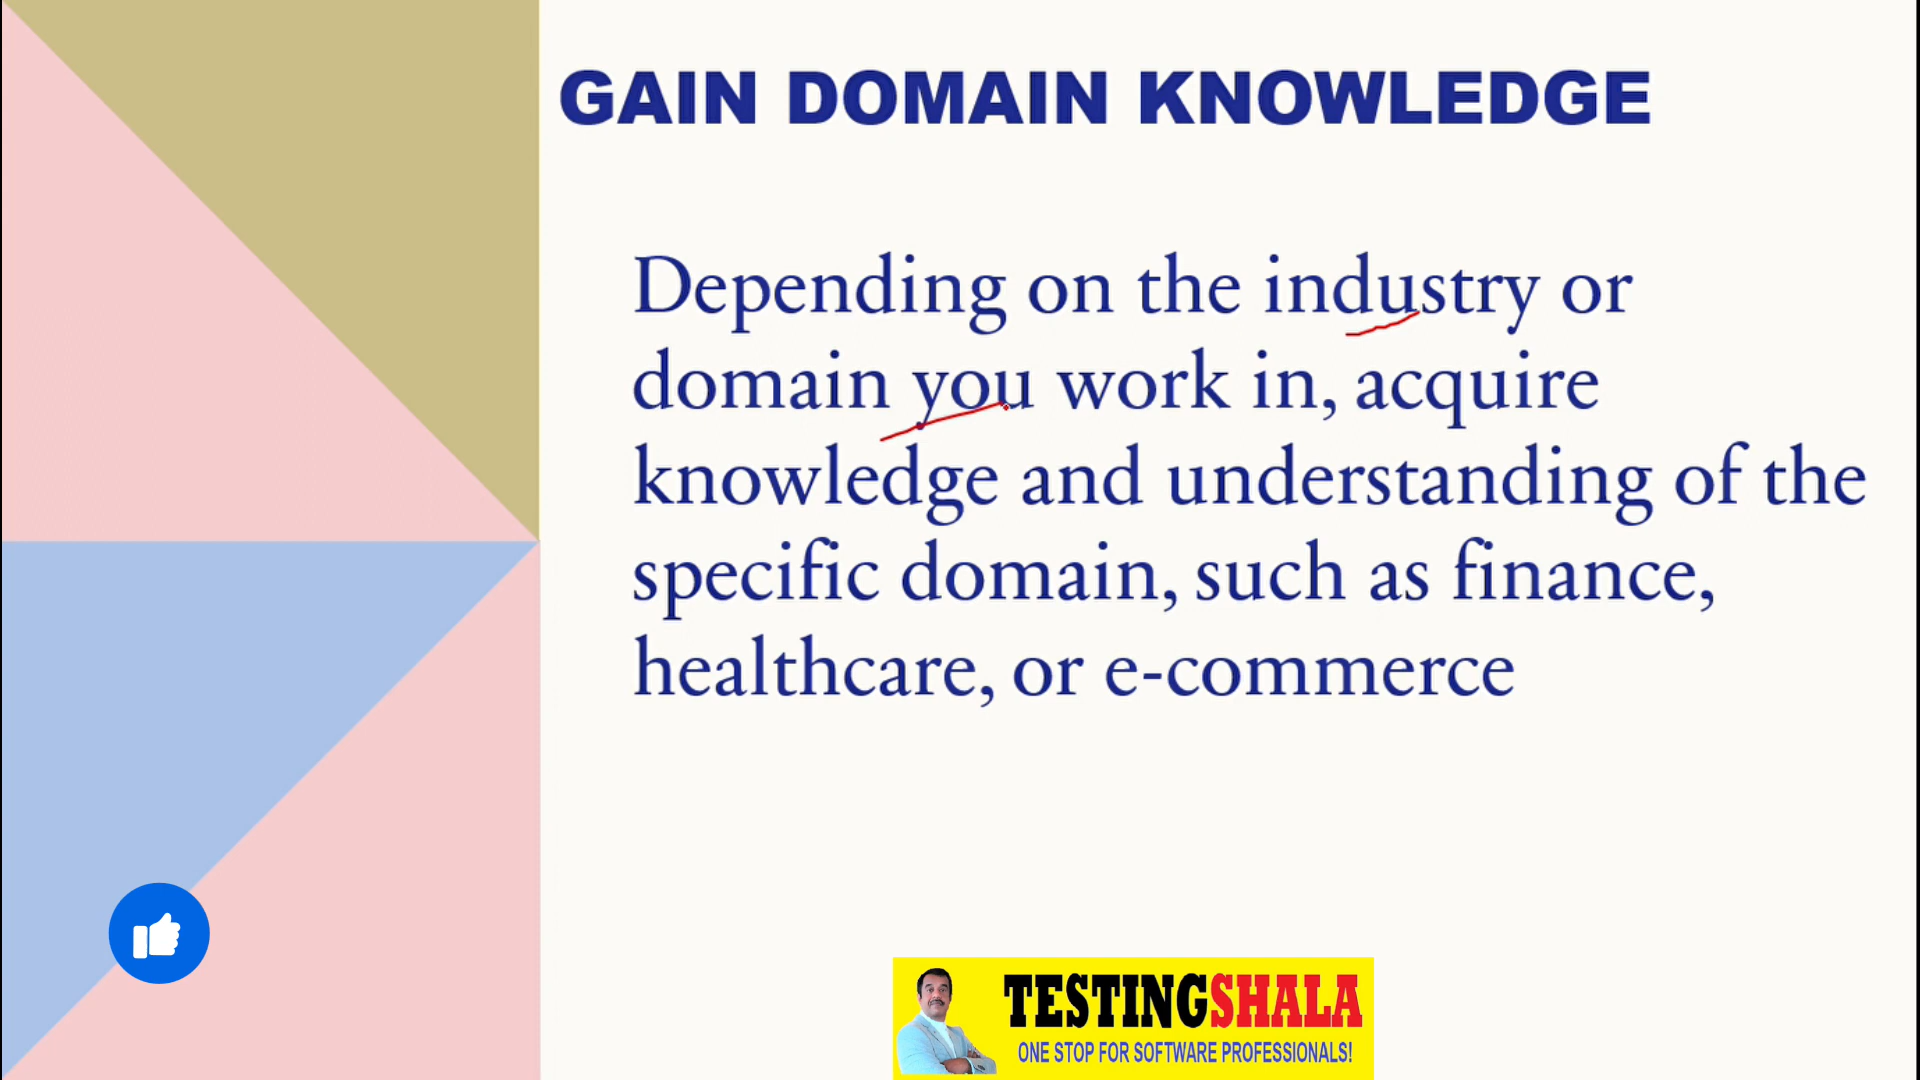 GAIN DOMAIN KNOWLEDGE
Depending on the industry or
domain you work in, acquire
knowledge and understanding of the
specific domain, such as finance,
healthcare, or e-commerce
TESTINGSHALA
ONE STOP FOR SOFTWARE PROFESSIONALS!